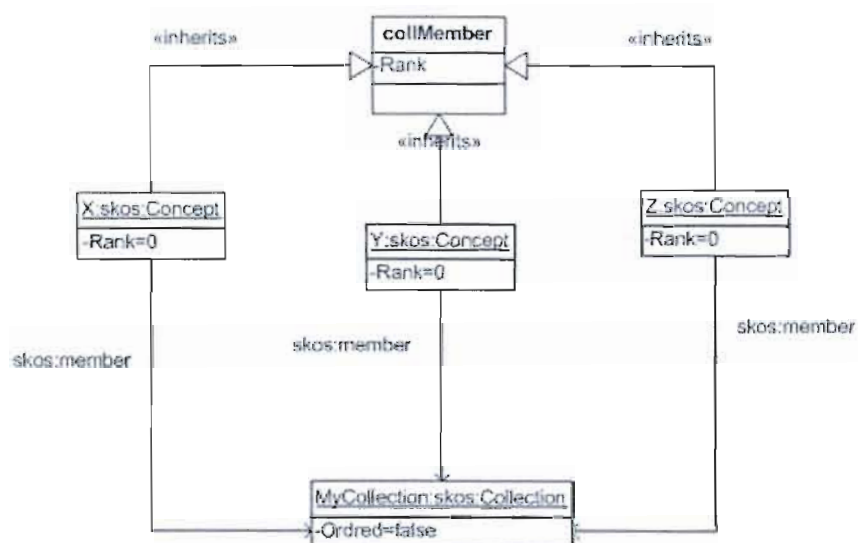 collMember
«inherits»
«inherits»
-Rank
«inherits»
X:skos:Concept
-Rank=0
Y:skos:Concept
-Rank=0
Z:skos:Concept
-Rank=0
skos:member
skos:member
skos:member
MyCollection:skos:Collection
-Ordred=false